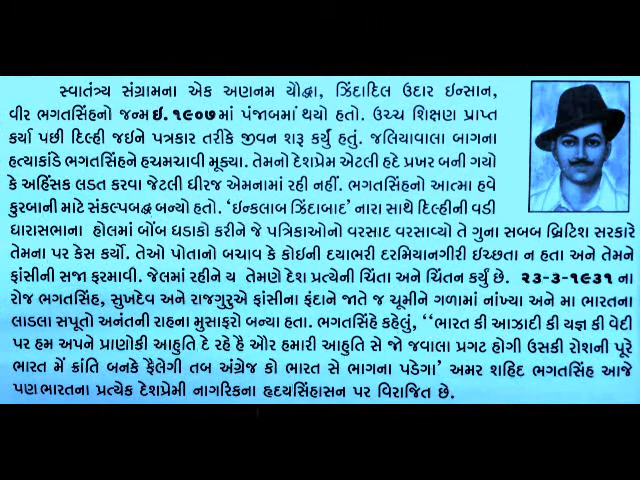 સ્વાતંત્ર્ય સંગ્રામના એક અણનમ યૌદ્ધા, ઝિંદાદિલ ઉદાર ઈન્સાન,
વીર ભગતસિંહનો જન્મ ઇ. ૧૯૦૭માં પંજાબમાં થયો હતો. ઉચ્ચ શિક્ષણ પ્રાપ્ત
કર્યા પછી દિલ્હી જઇને પત્રકાર તરીકે જીવન શરૂ કર્યું હતું. જલિયાવાલા બાગના
હત્યાકાંડે ભગતસિંહને હચમચાવી મૂક્યા. તેમનો દેશપ્રેમ એટલી હદે પ્રખર બની ગયો
કે અહિંસક લડત કરવા જેટલી ધીરજ એમનામાં રહી નહીં. ભગતસિંહનો આત્મા હવે
કુરબાની માટે સંકલ્પબદ્ધ બન્યો હતો. ‘ઇન્કલાબ ઝિંદાબાદ’ નારા સાથે દિલ્હીની વડી
ધારાસભાના હોલમાં બોંબ ધડાકો કરીને જે પત્રિકાઓનો વરસાદ વરસાવ્યો તે ગુના સબબ બ્રિટિશ સરકારે
તેમના પર કેસ કર્યો. તેઓ પોતાનો બચાવ કે કોઈની દયાભરી દરમિયાનગીરી ઈચ્છતા ન હતા અને તેમને
ફાંસીની સજા ફરમાવી. જેલમાં રહીને ય તેમણે દેશ પ્રત્યેની ચિંતા અને ચિંતન કર્યું છે. ૨૩-૩-૧૯૩૧ ના
રોજ ભગતસિંહ, સુખદેવ અને રાજગુરુએ ફાંસીના ફંદાને જાતે જ ચૂમીને ગળામાં નાંખ્યા અને મા ભારતના
લાડલા સપૂતો અનંતની રાહના મુસાફરો બન્યા હતા. ભગતસિંહે કહેલું, ‘‘ભારત કી આઝાદી કી યજ્ઞ કી વેદી
પર હમ અપને પ્રાણોકી આહુતિ દે રહે હૈ ઔર હમારી આહુતિ સે જો જવાલા પ્રગટ હોગી ઉસકી રોશની પૂરે
ભારત મેં ક્રાંતિ બનકે ફૈલેગી તબ અંગ્રેજ કો ભારત સે ભાગના પડેગા’ અમર શહિદ ભગતસિંહ આજે
પણ ભારતના પ્રત્યેક દેશપ્રેમી નાગરિકના હૃદયસિંહાસન પર વિરાજિત છે.